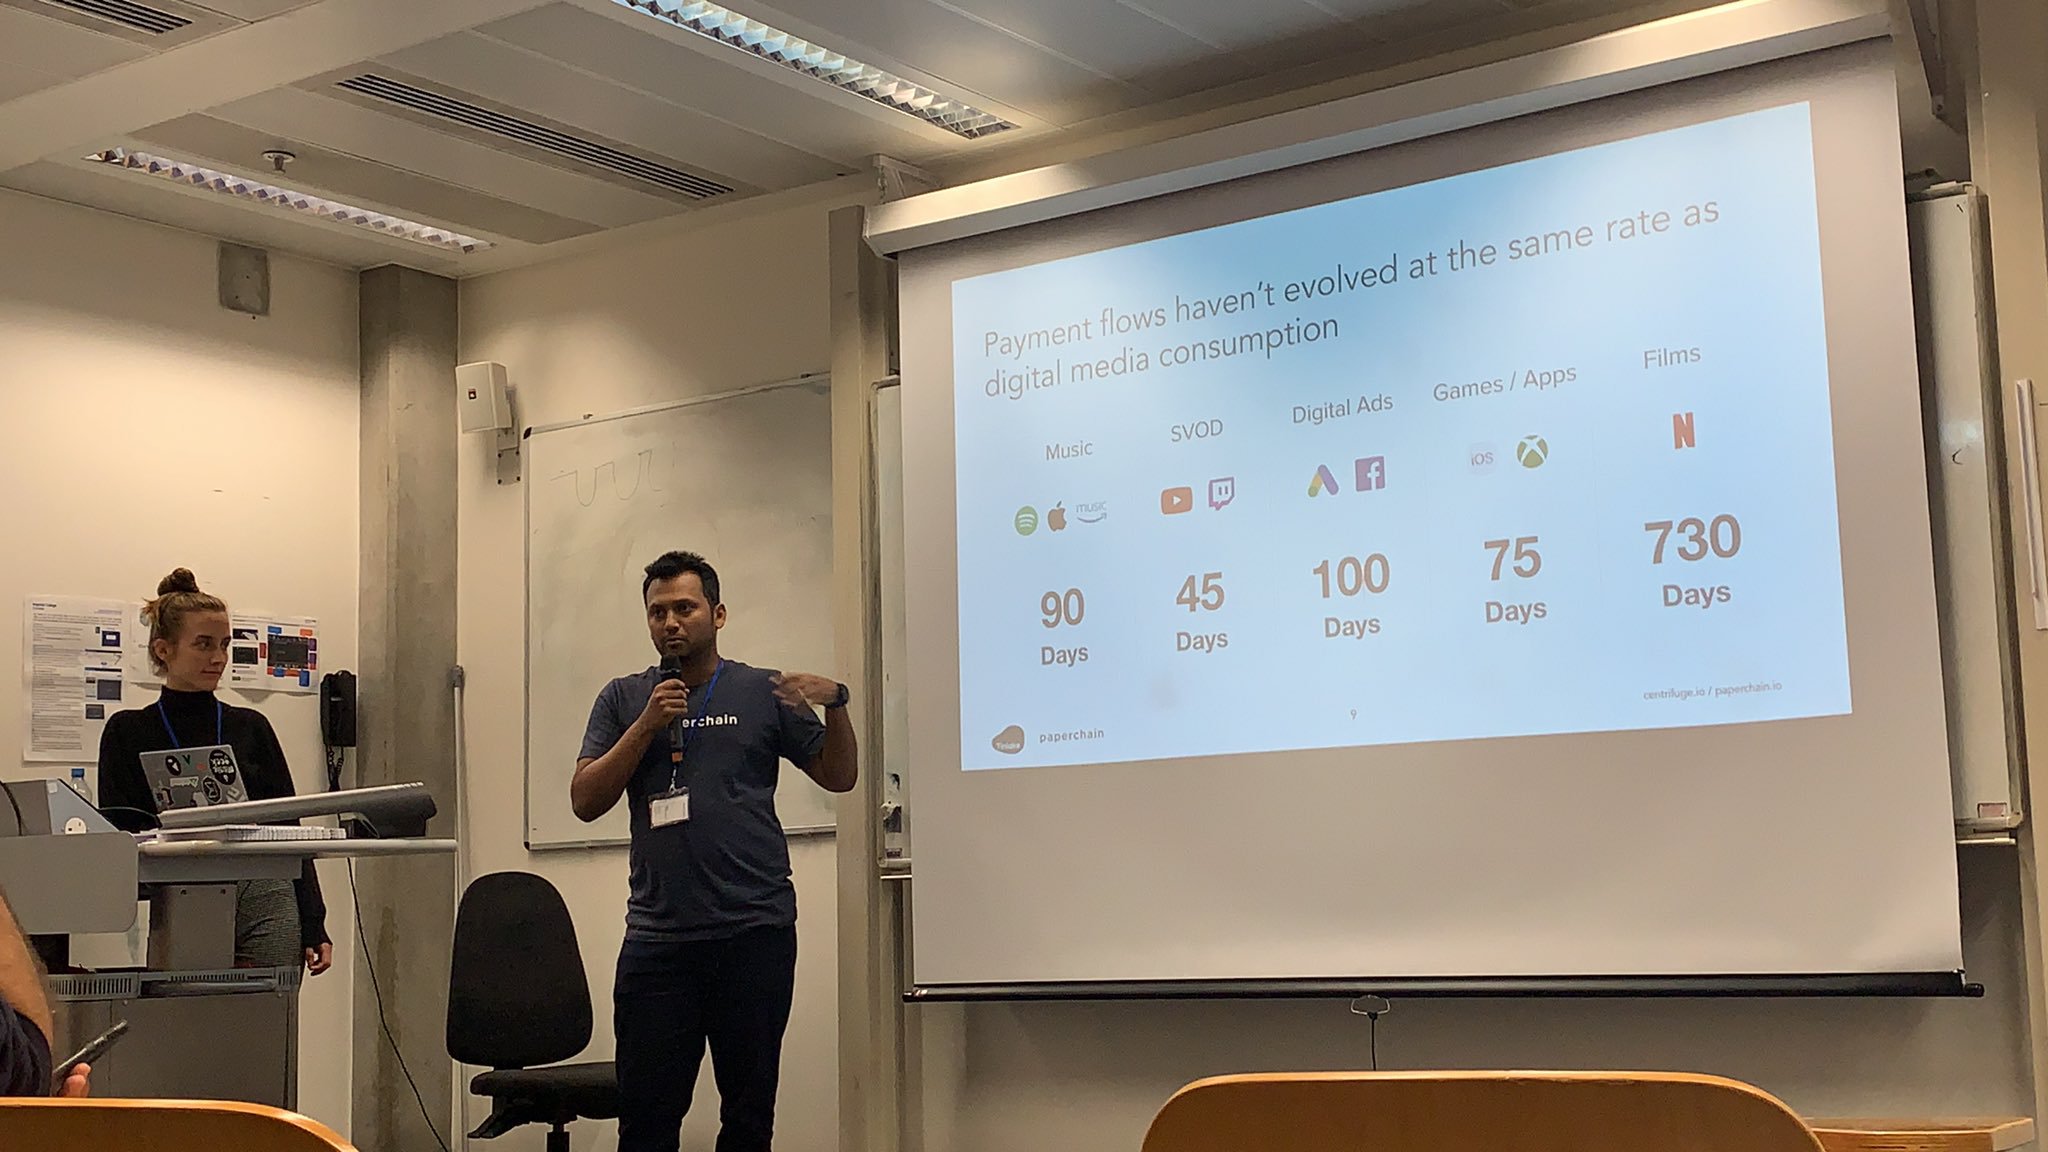 Payment flows haven't evolved at the same rate as
digital media consumption
Music
SVOD
Digital Ads
Games / Apps
Films
music
iOS
90
Days
45
Days
100
Days
75
Days
730
Days
paperchain
9
centrifuge.io / paperchain.io
erchain